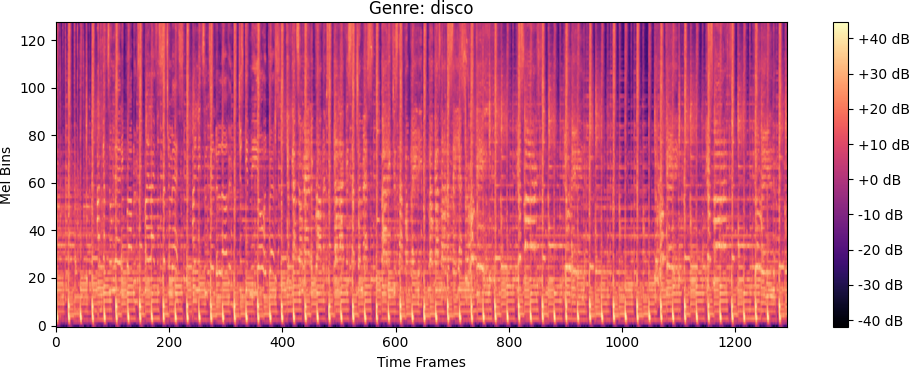 Genre: disco
120
100
80
60
40
20
0
Mel Bins
0 200 400 600 800 1000 1200
Time Frames
+40 dB
+30 dB
+20 dB
+10 dB
+0 dB
-10 dB
-20 dB
-30 dB
-40 dB